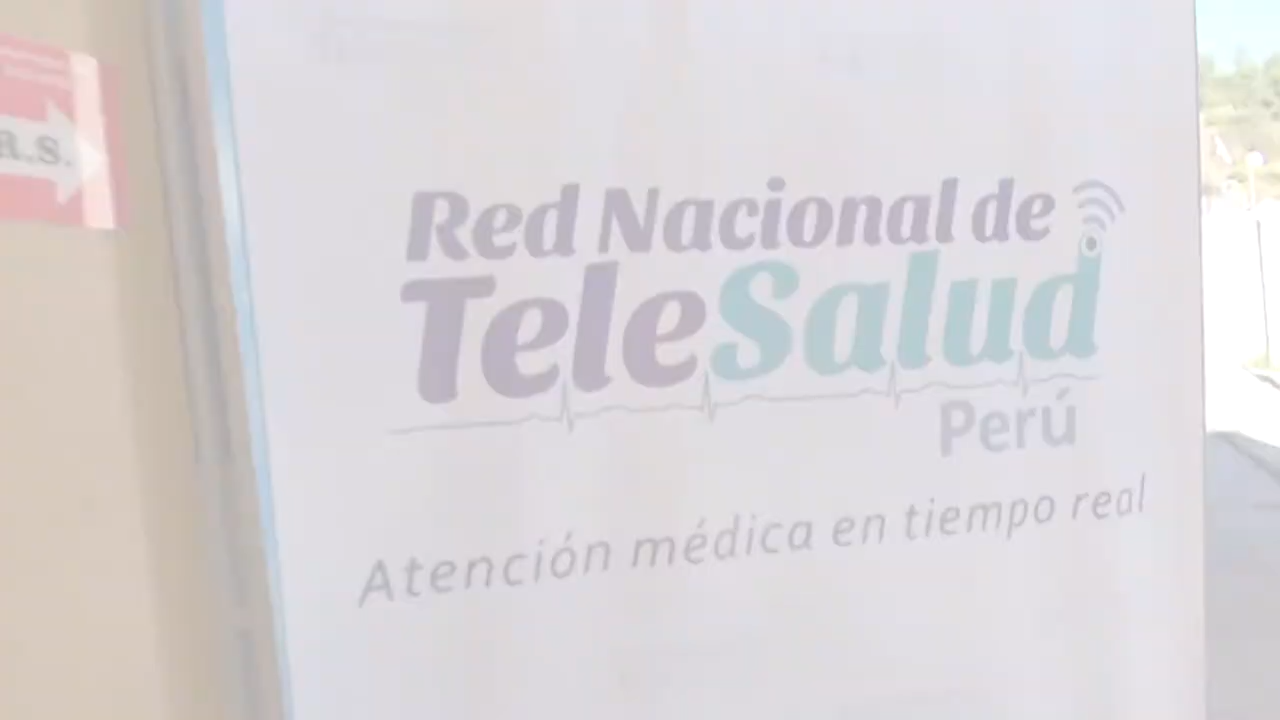 a.s.
Red Nacional de
TeleSalud
Perú
Atención médica en tiempo real